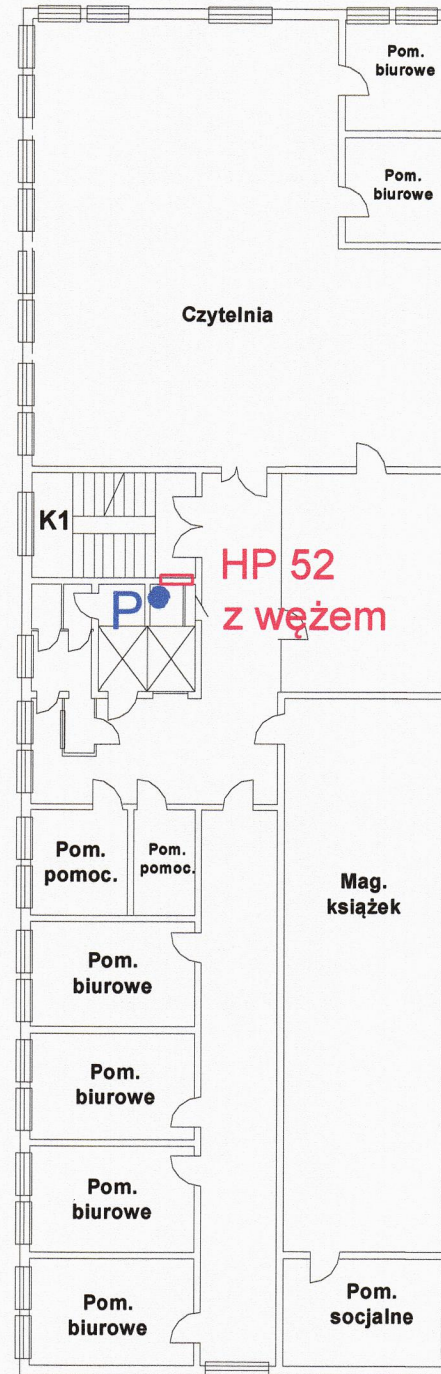 Pom.
biurowe
Pom.
biurowe
Czytelnia
K1
HP 52
z wężem
P
Pom.
pomoc.
Pom.
pomoc.
Mag.
książek
Pom.
biurowe
Pom.
biurowe
Pom.
biurowe
Pom.
biurowe
Pom.
socjalne